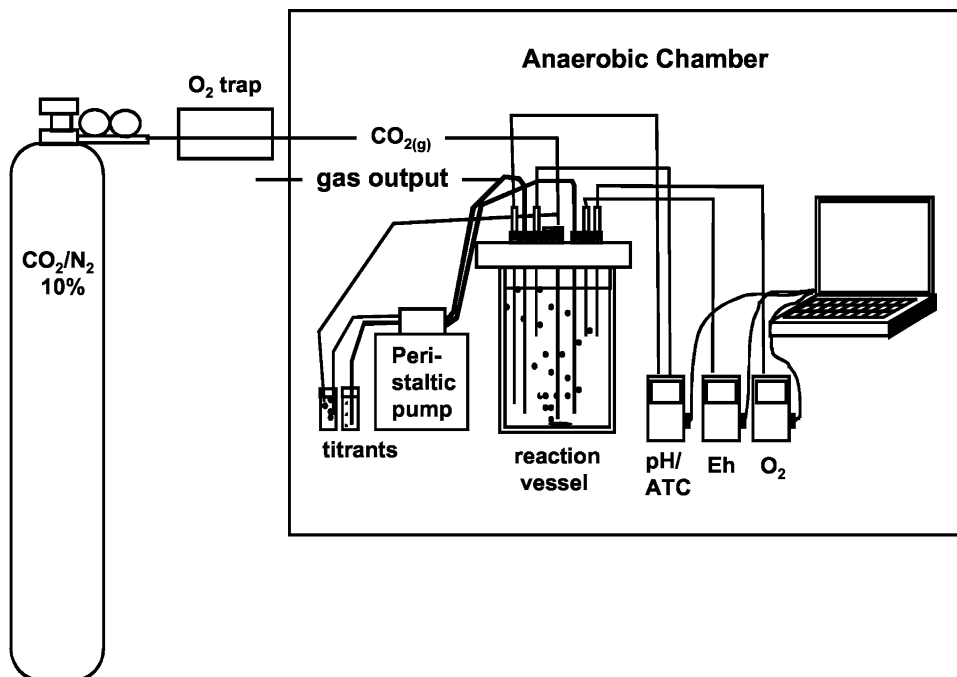 Anaerobic Chamber
O₂ trap
CO₂(g)
gas output
CO₂/N₂
10%
Peri-
staltic
pump
titrants
reaction
vessel
pH/
ATC
Eh
O₂